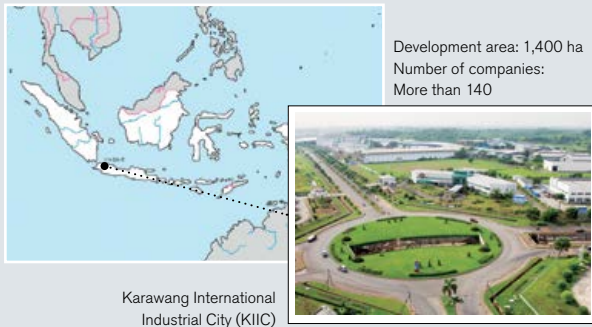 Development area: 1,400 ha
Number of companies:
More than 140
Karawang International
Industrial City (KIIC)